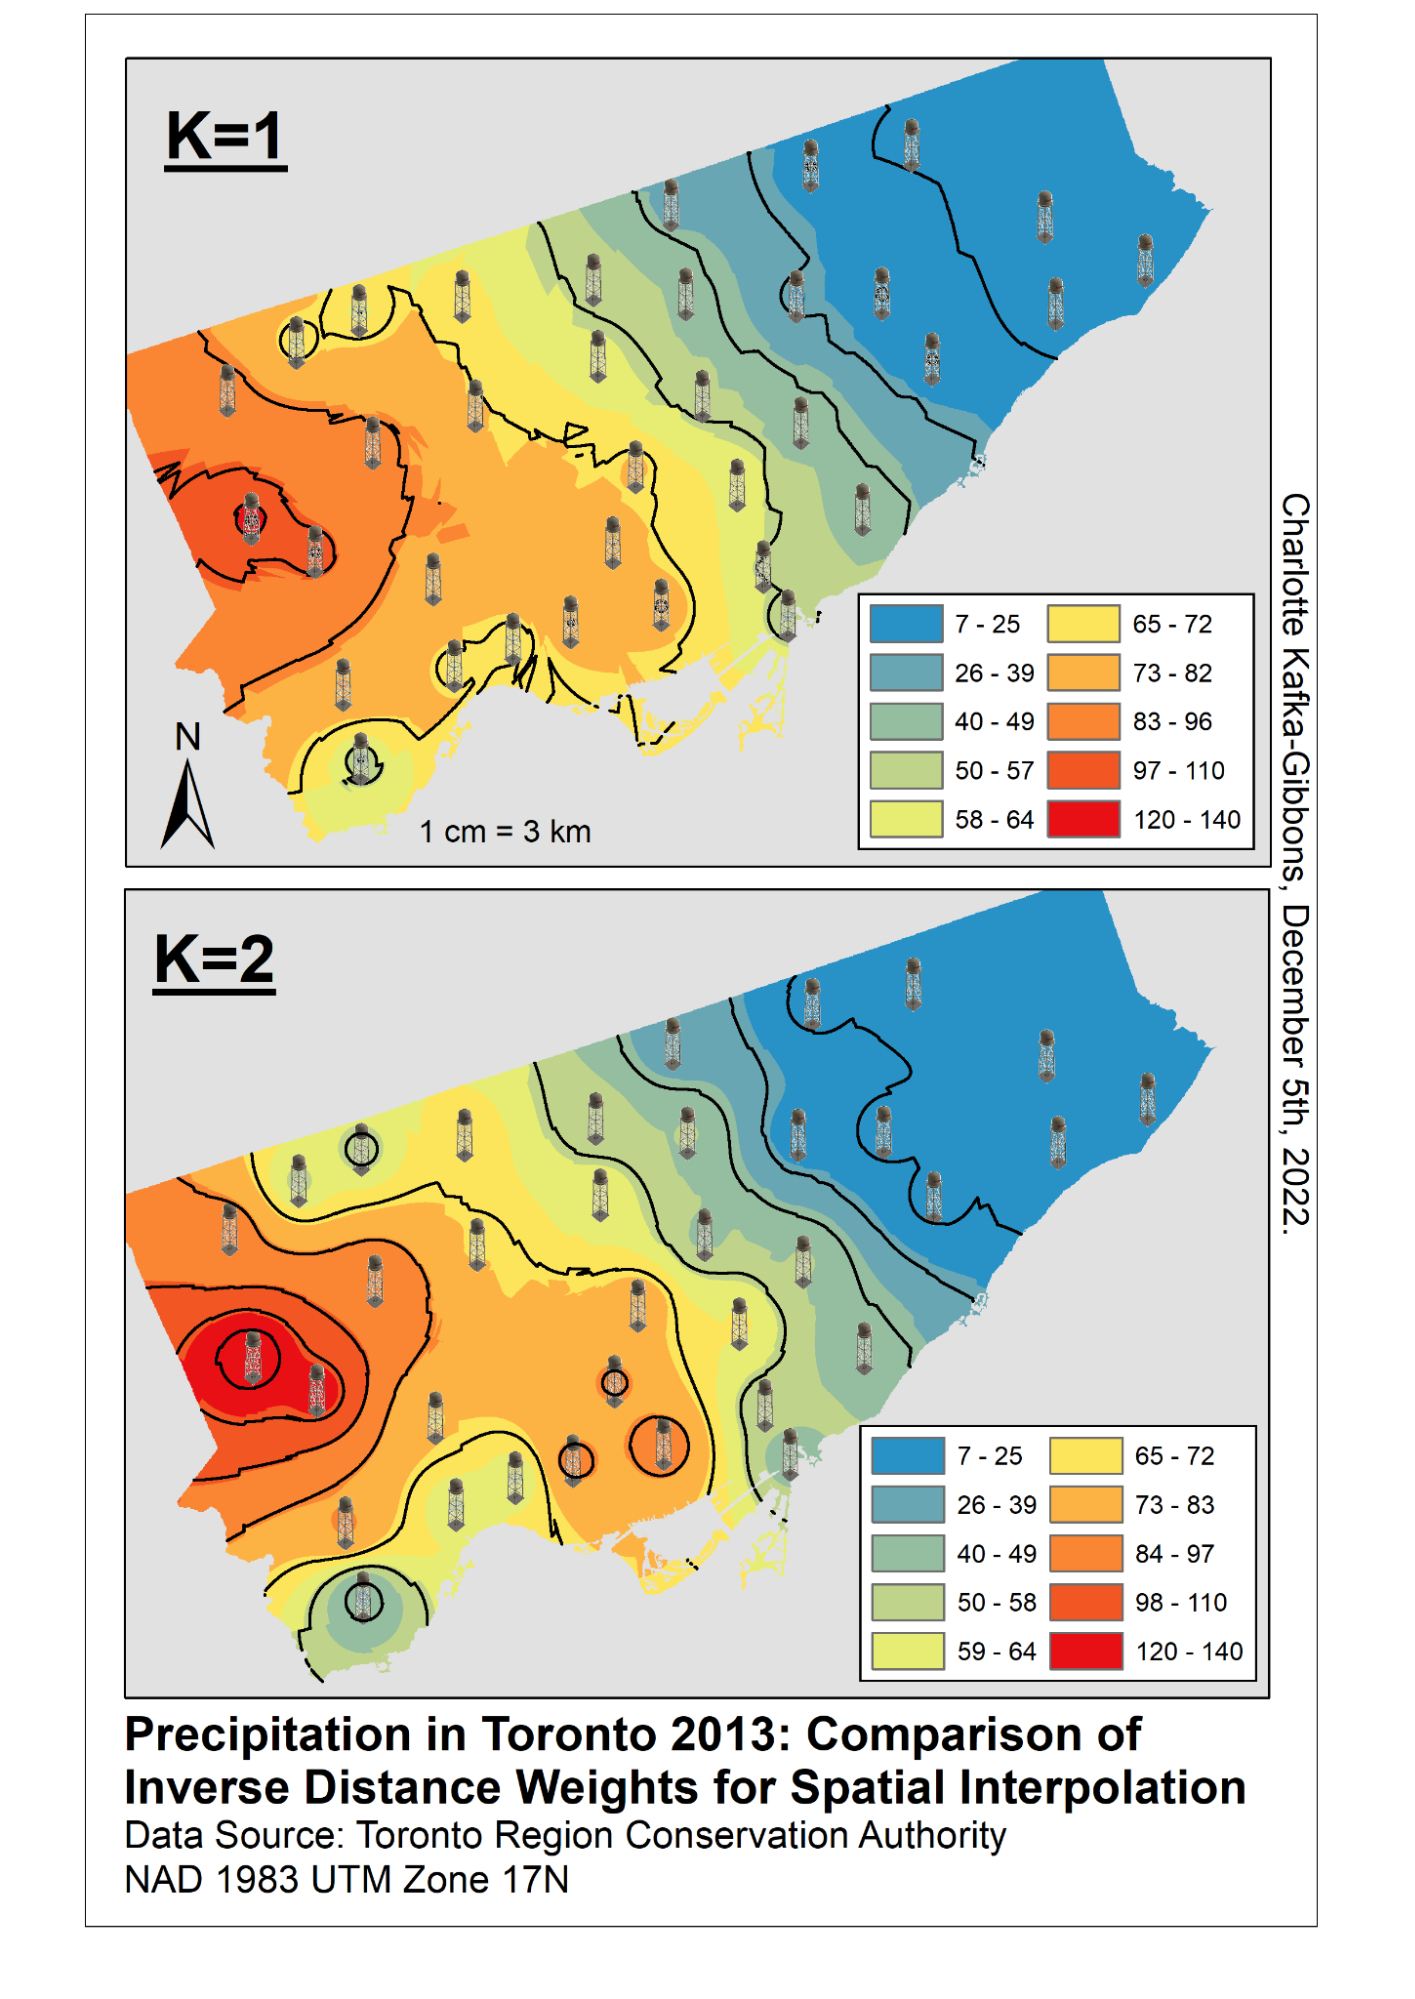 K=1
N
1 cm = 3 km
7 - 25
26 - 39
40 - 49
50 - 57
58 - 64
65 - 72
73 - 82
83 - 96
97 - 110
120 - 140
Charlotte Kafka-Gibbons, December 5th, 2022.
K=2
7 - 25
26 - 39
40 - 49
50 - 58
59 - 64
65 - 72
73 - 83
84 - 97
98 - 110
120 - 140
Precipitation in Toronto 2013: Comparison of
Inverse Distance Weights for Spatial Interpolation
Data Source: Toronto Region Conservation Authority
NAD 1983 UTM Zone 17N